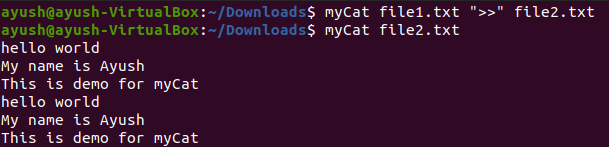 ayush@ayush-VirtualBox:~/Downloads$ myCat file1.txt ">>" file2.txt
ayush@ayush-VirtualBox:~/Downloads$ myCat file2.txt
hello world
My name is Ayush
This is demo for myCat
hello world
My name is Ayush
This is demo for myCat